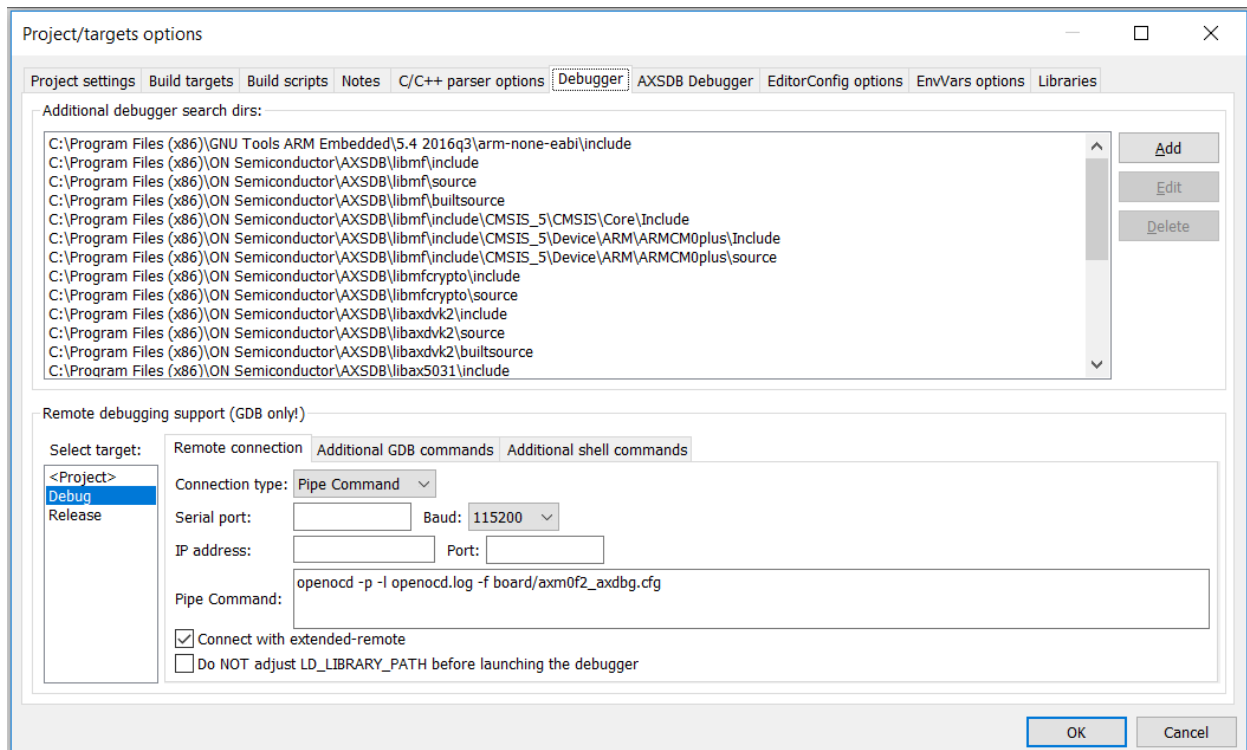 Project/targets options
Project settings Build targets Build scripts Notes C/C++ parser options Debugger AXSDB Debugger EditorConfig options EnvVars options Libraries
Additional debugger search dirs:
C:\Program Files (x86)\GNU Tools ARM Embedded\5.4 2016q3\arm-none-eabi\include
C:\Program Files (x86)\ON Semiconductor\AXSDB\libmf\include
C:\Program Files (x86)\ON Semiconductor\AXSDB\libmf\source
C:\Program Files (x86)\ON Semiconductor\AXSDB\libmf\builtsource
C:\Program Files (x86)\ON Semiconductor\AXSDB\libmf\include\CMSIS_5\CMSIS\Core\Include
C:\Program Files (x86)\ON Semiconductor\AXSDB\libmf\include\CMSIS_5\Device\ARM\ARMCM0plus\Include
C:\Program Files (x86)\ON Semiconductor\AXSDB\libmf\include\CMSIS_5\Device\ARM\ARMCM0plus\source
C:\Program Files (x86)\ON Semiconductor\AXSDB\libmfcrypto\include
C:\Program Files (x86)\ON Semiconductor\AXSDB\libmfcrypto\source
C:\Program Files (x86)\ON Semiconductor\AXSDB\libaxdvk2\include
C:\Program Files (x86)\ON Semiconductor\AXSDB\libaxdvk2\source
C:\Program Files (x86)\ON Semiconductor\AXSDB\libaxdvk2\builtsource
C:\Program Files (x86)\ON Semiconductor\AXSDB\libax5031\include
Add
Edit
Delete
Remote debugging support (GDB only!)
Select target:
<Project>
Debug
Release
Remote connection Additional GDB commands Additional shell commands
Connection type: Pipe Command
Serial port: Baud: 115200
IP address: Port:
Pipe Command: openocd -p -l openocd.log -f board/axm0f2_axdbg.cfg
Connect with extended-remote
Do NOT adjust LD_LIBRARY_PATH before launching the debugger
OK Cancel